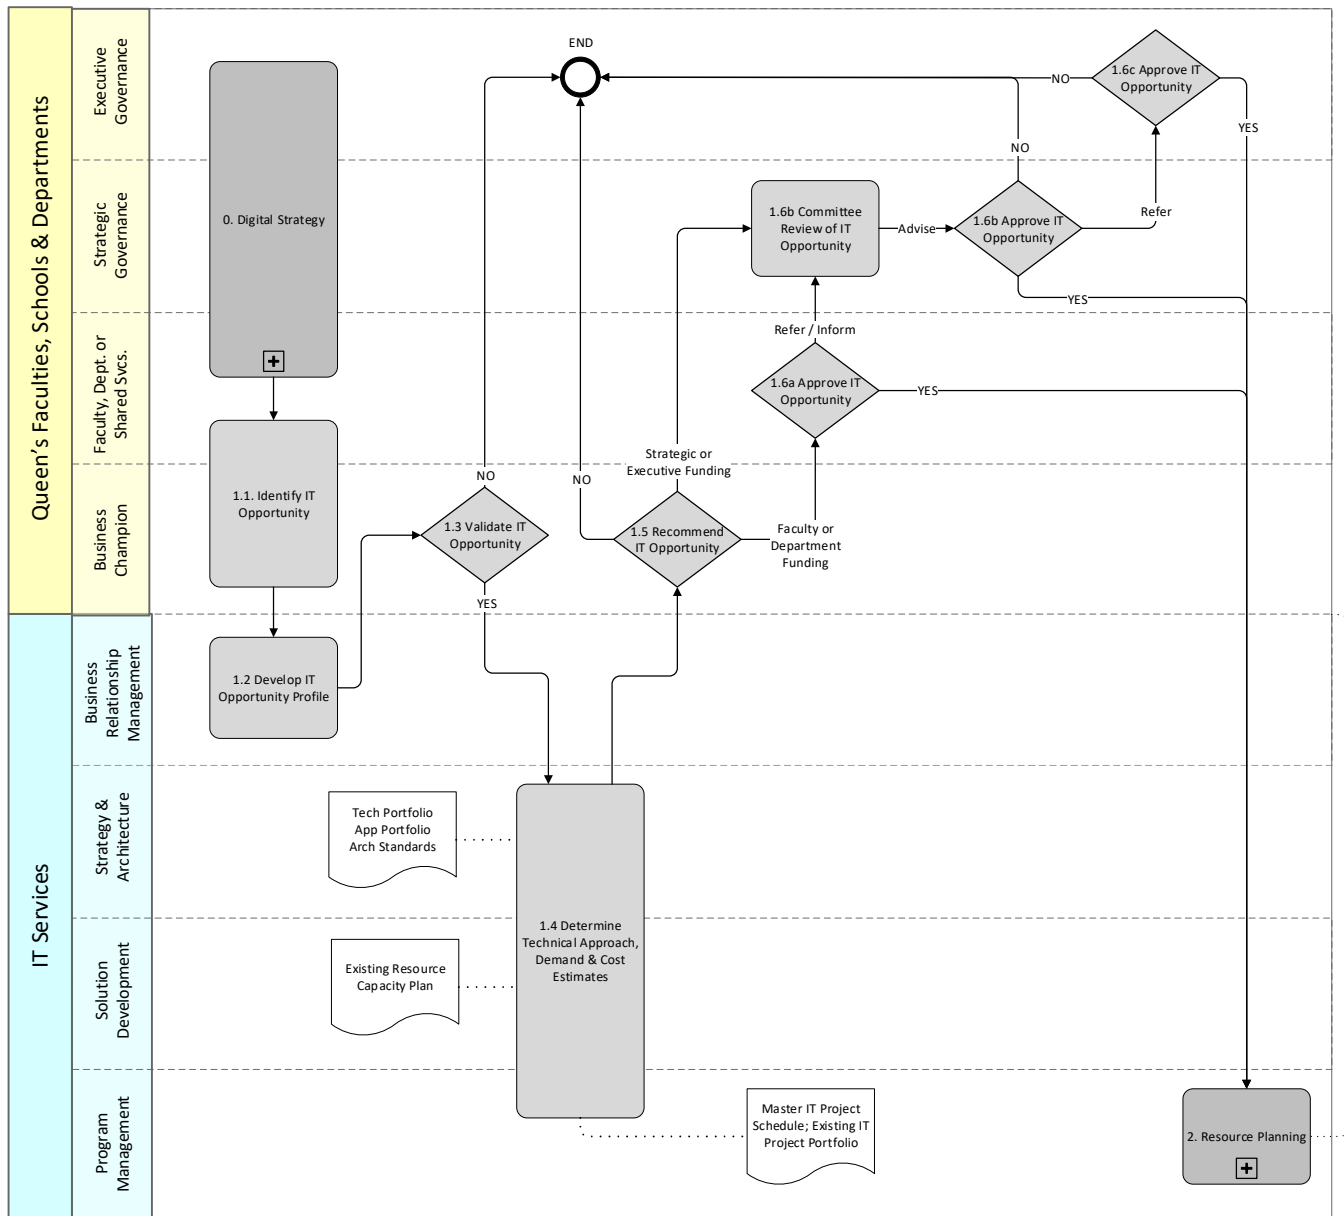 Queen's Faculties, Schools & Departments
Executive
Governance
Strategic
Governance
Faculty, Dept. or
Shared Svcs.
Business
Champion
IT Services
Business
Relationship
Management
Strategy &
Architecture
Solution
Development
Program
Management
0. Digital Strategy
1.1. Identify IT
Opportunity
1.2 Develop IT
Opportunity Profile
NO
1.3 Validate IT
Opportunity
YES
END
NO
Strategic or
Executive Funding
1.5 Recommend
IT Opportunity
Faculty or
Department
Funding
1.6a Approve IT
Opportunity
YES
Refer / Inform
1.6b Committee
Review of IT
Opportunity
Advise
1.6b Approve IT
Opportunity
NO
YES
Refer
1.6c Approve IT
Opportunity
NO
YES
Tech Portfolio
App Portfolio
Arch Standards
Existing Resource
Capacity Plan
1.4 Determine
Technical Approach,
Demand & Cost
Estimates
Master IT Project
Schedule; Existing IT
Project Portfolio
2. Resource Planning